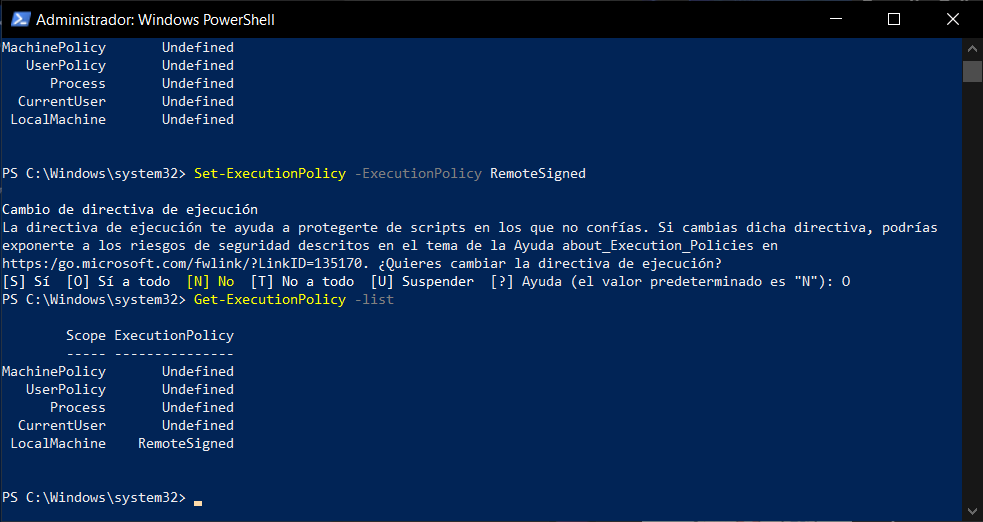 Administrador: Windows PowerShell
MachinePolicy       Undefined
   UserPolicy       Undefined
      Process       Undefined
  CurrentUser       Undefined
 LocalMachine       Undefined
PS C:\Windows\system32> Set-ExecutionPolicy -ExecutionPolicy RemoteSigned
Cambio de directiva de ejecución
La directiva de ejecución te ayuda a protegerte de scripts en los que no confías. Si cambias dicha directiva, podrías
exponerte a los riesgos de seguridad descritos en el tema de la Ayuda about_Execution_Policies en
https:/go.microsoft.com/fwlink/?LinkID=135170. ¿Quieres cambiar la directiva de ejecución?
[S] Sí  [O] Sí a todo  [N] No  [T] No a todo  [U] Suspender  [?] Ayuda (el valor predeterminado es "N"): O
PS C:\Windows\system32> Get-ExecutionPolicy -list
        Scope ExecutionPolicy
        ----- ---------------
MachinePolicy       Undefined
   UserPolicy       Undefined
      Process       Undefined
  CurrentUser       Undefined
 LocalMachine    RemoteSigned
PS C:\Windows\system32>